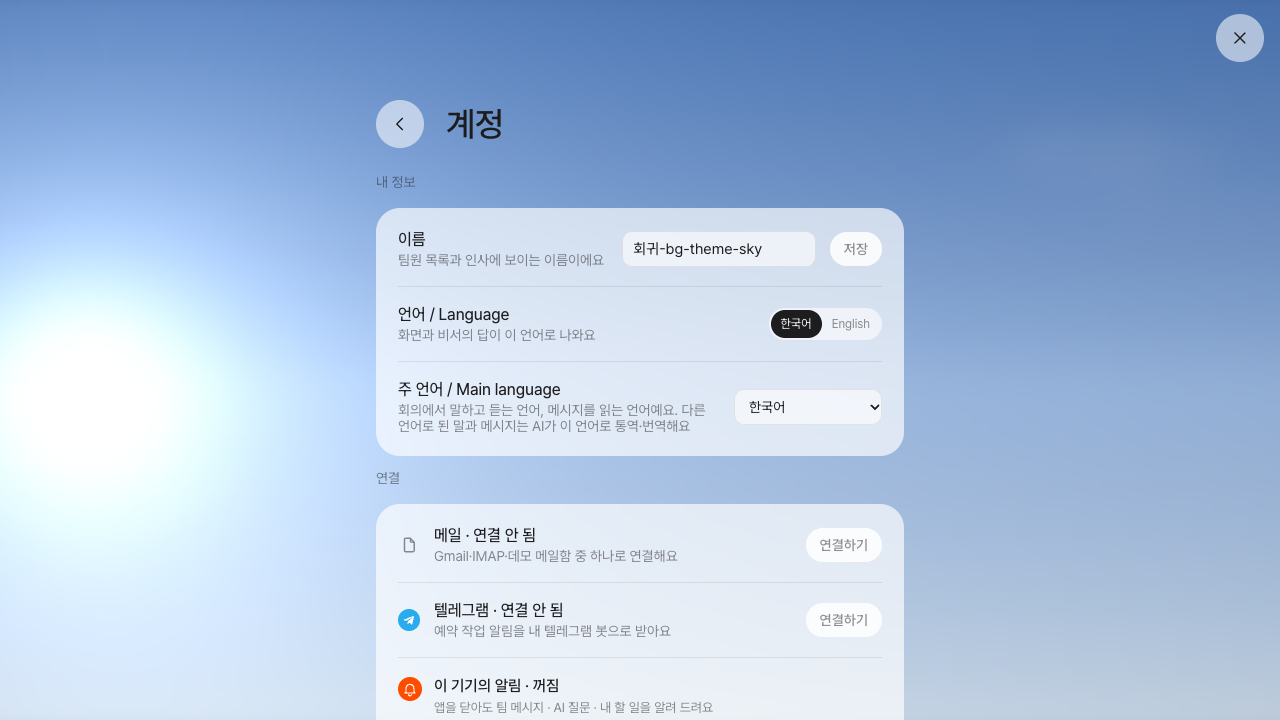 계정
내 정보
이름
팀원 목록과 인사에 보이는 이름이에요
회귀-bg-theme-sky
저장
언어 / Language
화면과 비서의 답이 이 언어로 나와요
한국어
English
주 언어 / Main language
회의에서 말하고 듣는 언어, 메시지를 읽는 언어예요. 다른
언어로 된 말과 메시지는 AI가 이 언어로 통역·번역해요
한국어
연결
메일 · 연결 안 됨
Gmail·IMAP·데모 메일함 중 하나로 연결해요
연결하기
텔레그램 · 연결 안 됨
예약 작업 알림을 내 텔레그램 봇으로 받아요
연결하기
이 기기의 알림 · 꺼짐
앱을 닫아도 팀 메시지 · AI 질문 · 내 할 일을 알려 드려요